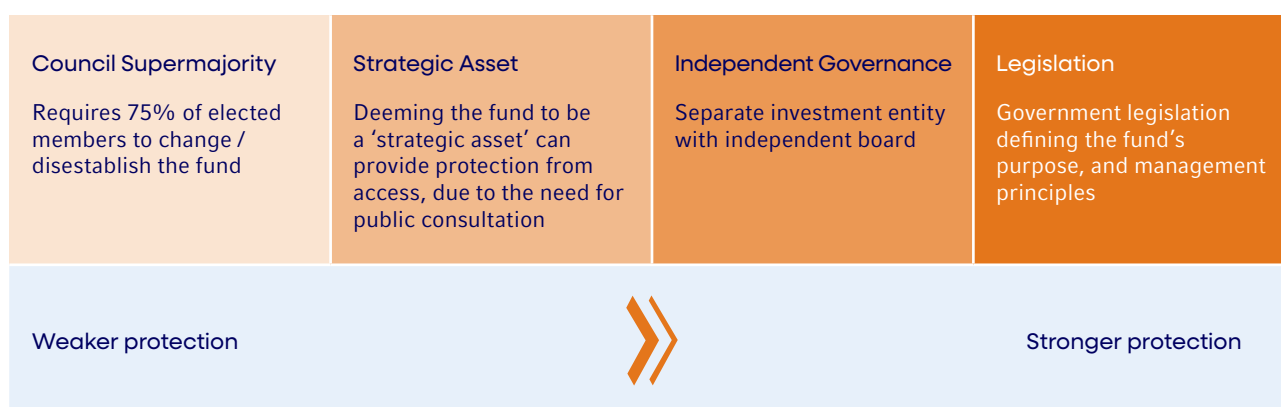 Council Supermajority
Requires 75% of elected
members to change /
disestablish the fund
Strategic Asset
Deeming the fund to be
a ‘strategic asset’ can
provide protection from
access, due to the need for
public consultation
Independent Governance
Separate investment entity
with independent board
Legislation
Government legislation
defining the fund’s
purpose, and management
principles
Weaker protection
Stronger protection